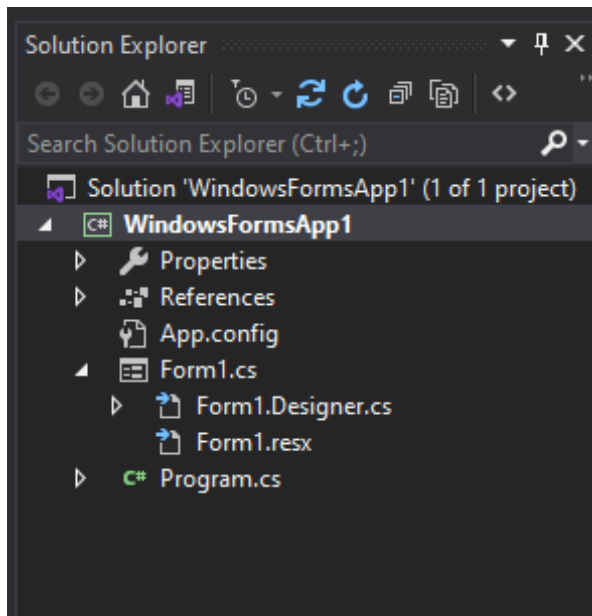 Solution Explorer
Search Solution Explorer (Ctrl+;)
Solution 'WindowsFormsApp1' (1 of 1 project)
C# WindowsFormsApp1
Properties
References
App.config
Form1.cs
Form1.Designer.cs
Form1.resx
C# Program.cs